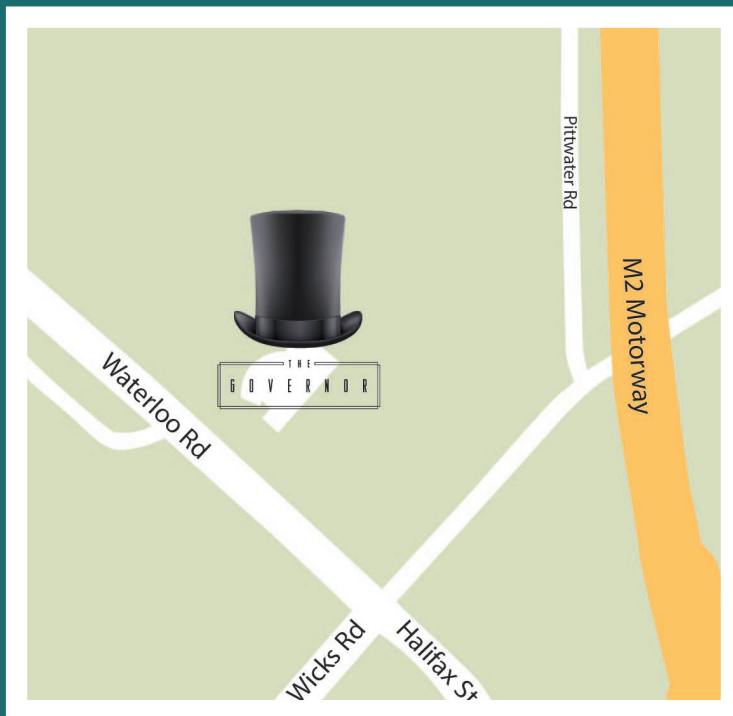 Pittwater Rd
M2 Motorway
THE
GOVERNOR
Waterloo Rd
Wicks Rd
Halifax St